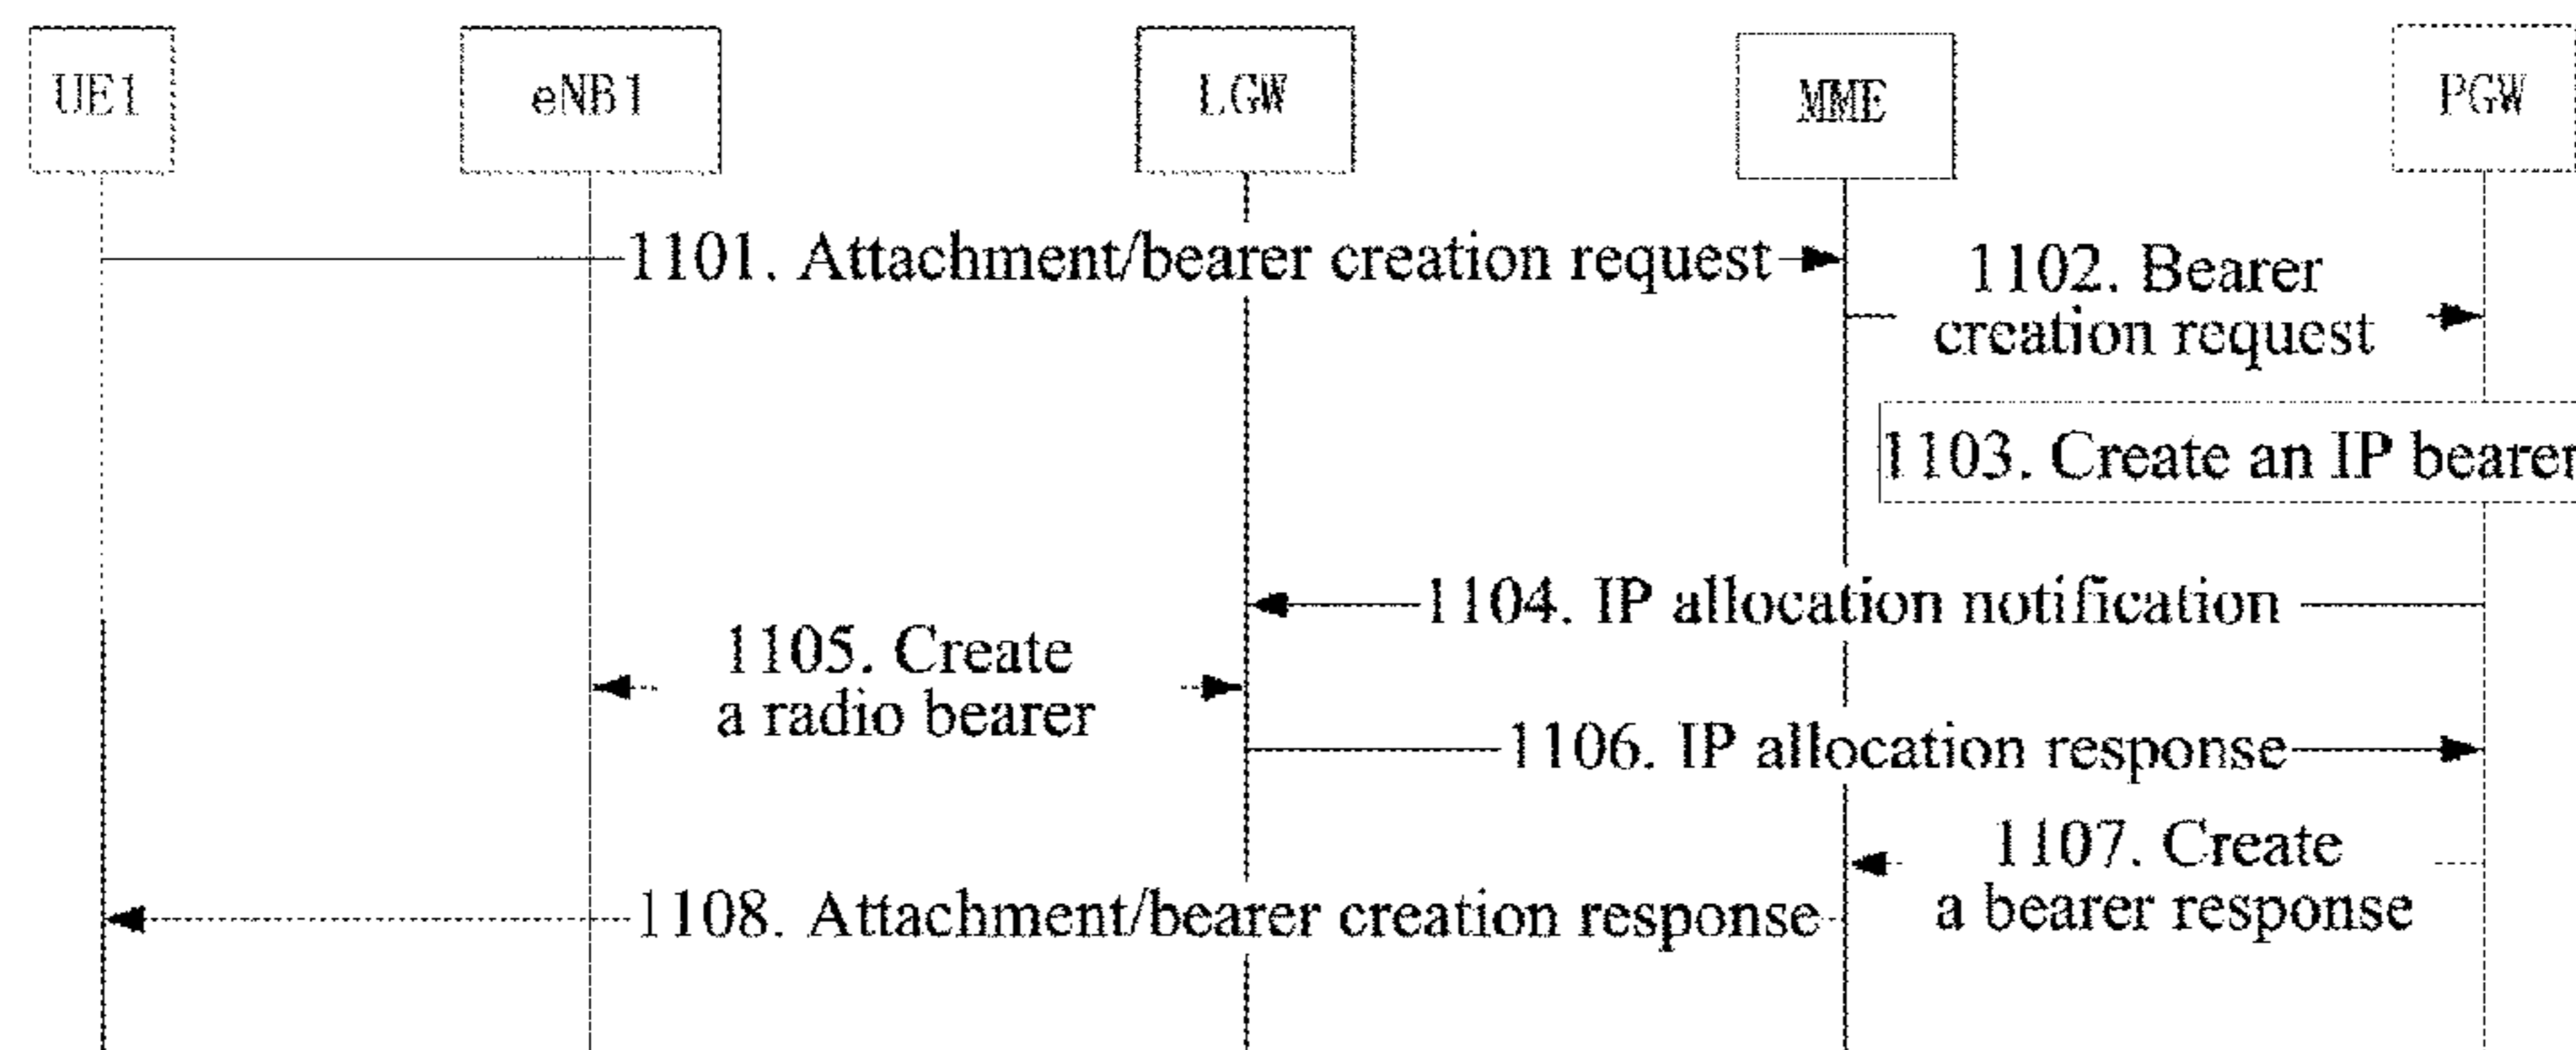 UE1
eNB1
LGW
MME
PGW
1101. Attachment/bearer creation request
1102. Bearer
creation request
1103. Create an IP bearer
1104. IP allocation notification
1105. Create
a radio bearer
1106. IP allocation response
1107. Create
a bearer response
1108. Attachment/bearer creation response